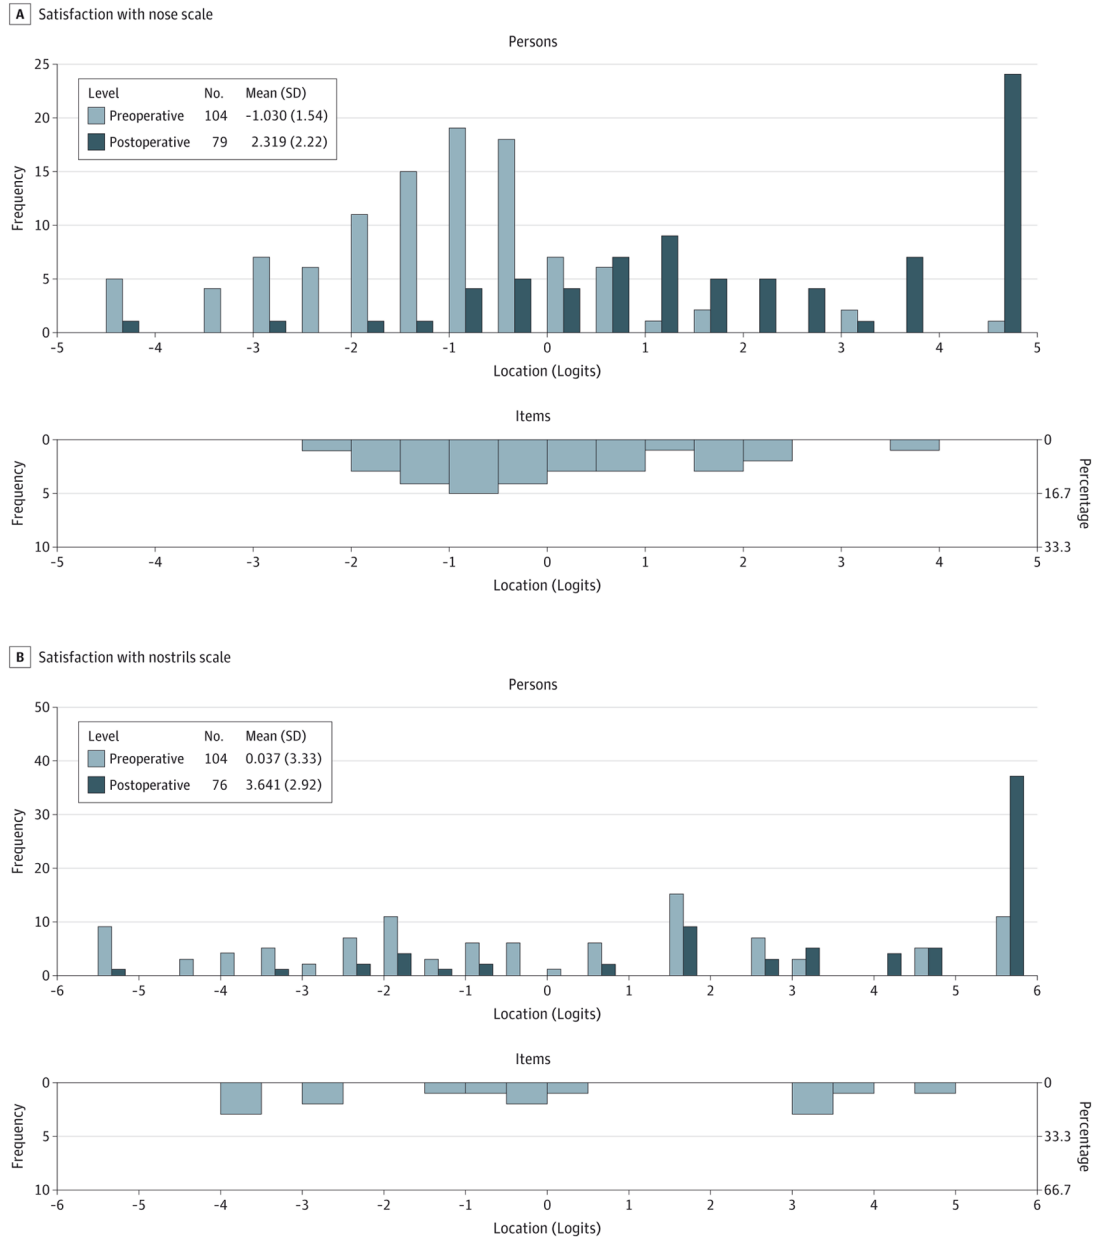 A Satisfaction with nose scale
Persons
Level No. Mean (SD)
Preoperative 104 -1.030 (1.54)
Postoperative 79 2.319 (2.22)
Frequency
25
20
15
10
5
0
-5 -4 -3 -2 -1 0 1 2 3 4 5
Location (Logits)
Items
Frequency
0
5
10
0
16.7
33.3
Percentage
-5 -4 -3 -2 -1 0 1 2 3 4 5
Location (Logits)
B Satisfaction with nostrils scale
Persons
Level No. Mean (SD)
Preoperative 104 0.037 (3.33)
Postoperative 76 3.641 (2.92)
Frequency
50
40
30
20
10
0
-6 -5 -4 -3 -2 -1 0 1 2 3 4 5 6
Location (Logits)
Items
Frequency
0
5
10
0
33.3
66.7
Percentage
-6 -5 -4 -3 -2 -1 0 1 2 3 4 5 6
Location (Logits)